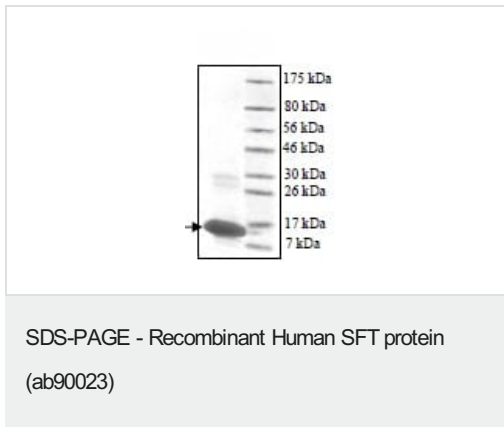 175 kDa
80 kDa
56 kDa
46 kDa
30 kDa
26 kDa
17 kDa
7 kDa
SDS-PAGE - Recombinant Human SFT protein
(ab90023)